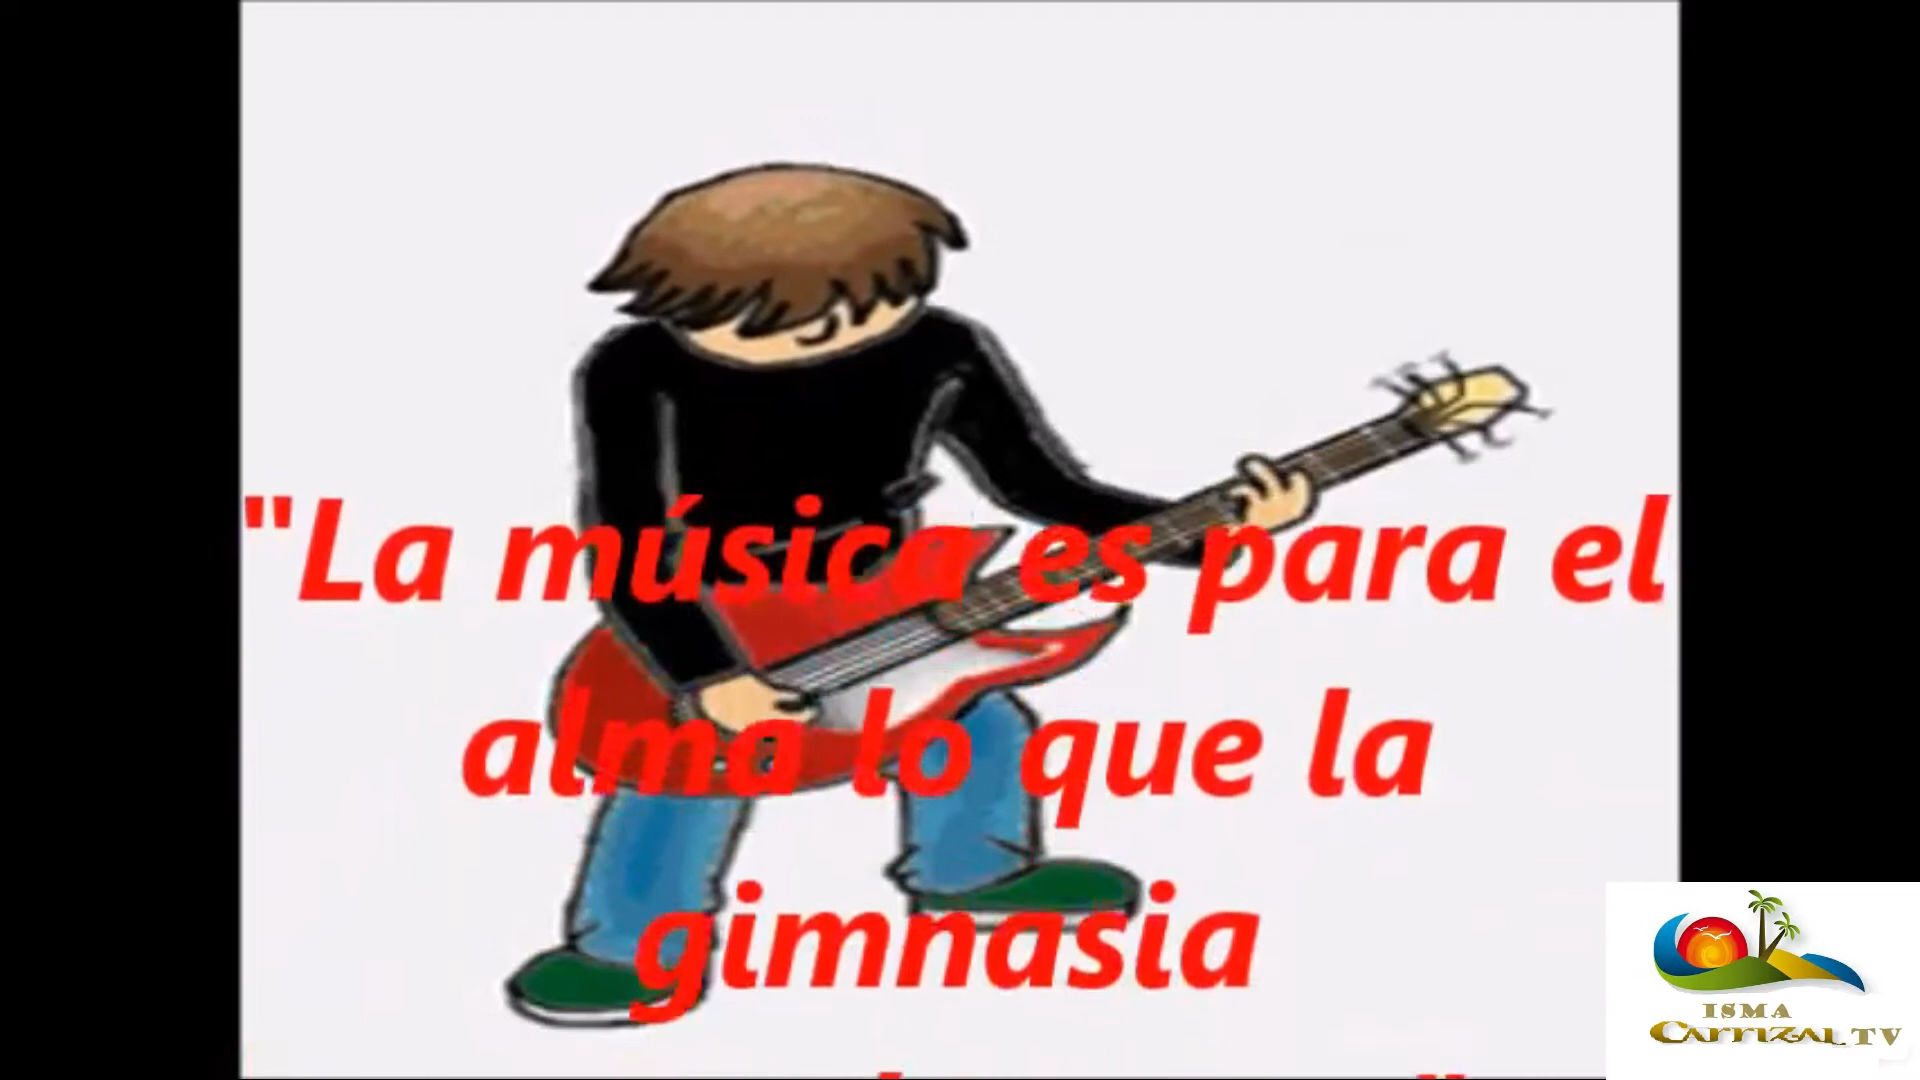 "La música es para el
alma lo que la
gimnasia
ISMA
Carrizal TV